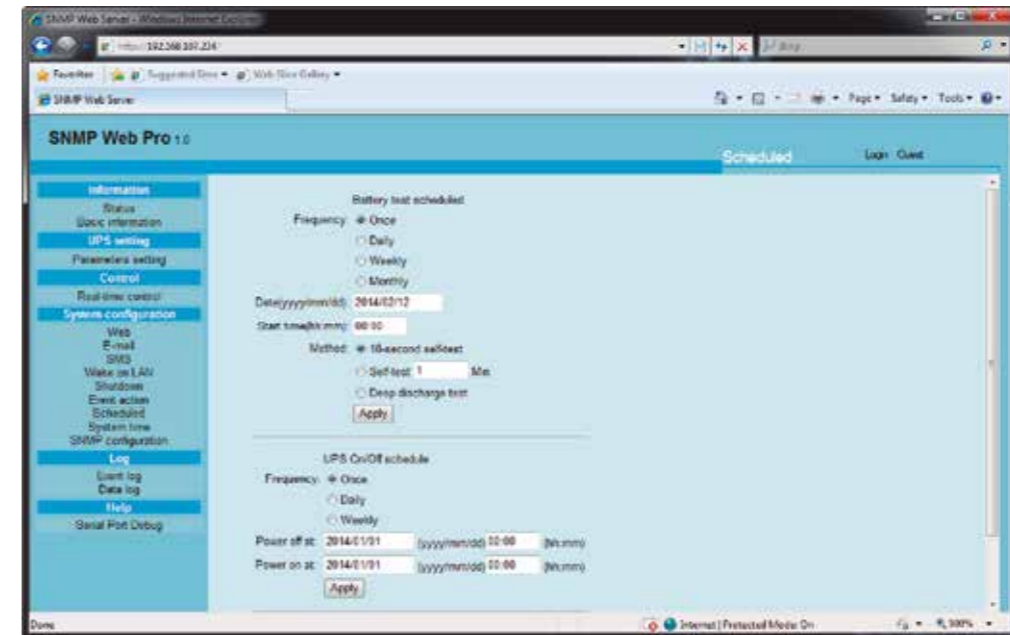 SNMP Web Server - Windows Internet Explorer
Favorites Suggested Sites Web Slice Gallery
SNMP Web Server
Page Safety Tools
SNMP Web Pro 1.0
Scheduled Login Guest
Information
Status
Basic information
UPS setting
Parameters setting
Control
Real-time control
System configuration
Web
E-mail
SMS
Wake on LAN
Shutdown
Event action
Scheduled
System time
SNMP configuration
Log
Event log
Data log
Help
Serial Port Debug
Battery test scheduled
Frequency: Once
Daily
Weekly
Monthly
Date(yyyy/mm/dd): 2014/02/12
Start time(hh:mm): 00:00
Method: 10-second self-test
Self-test 1 Min
Deep discharge test
Apply
UPS On/Off schedule
Frequency: Once
Daily
Weekly
Power off at: 2014/01/01 (yyyy/mm/dd) 00:00 (hh:mm)
Power on at: 2014/01/01 (yyyy/mm/dd) 00:00 (hh:mm)
Apply
Done Internet | Protected Mode: On 100%